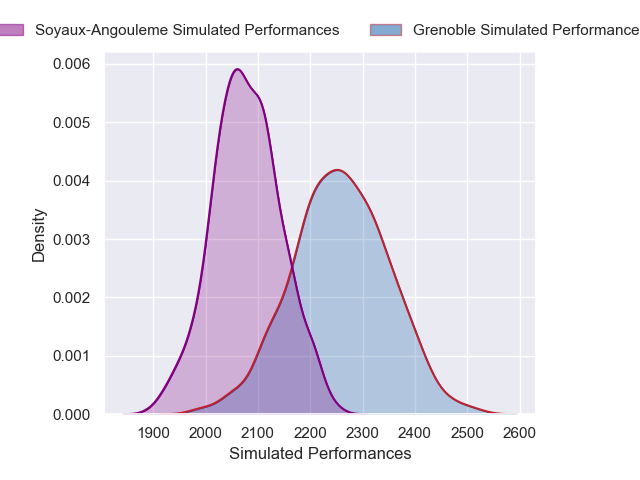 Soyaux-Angouleme Simulated Performances
Grenoble Simulated Performance
0.006
0.005
0.004
0.003
0.002
0.001
0.000
Density
1900 2000 2100 2200 2300 2400 2500 2600
Simulated Performances